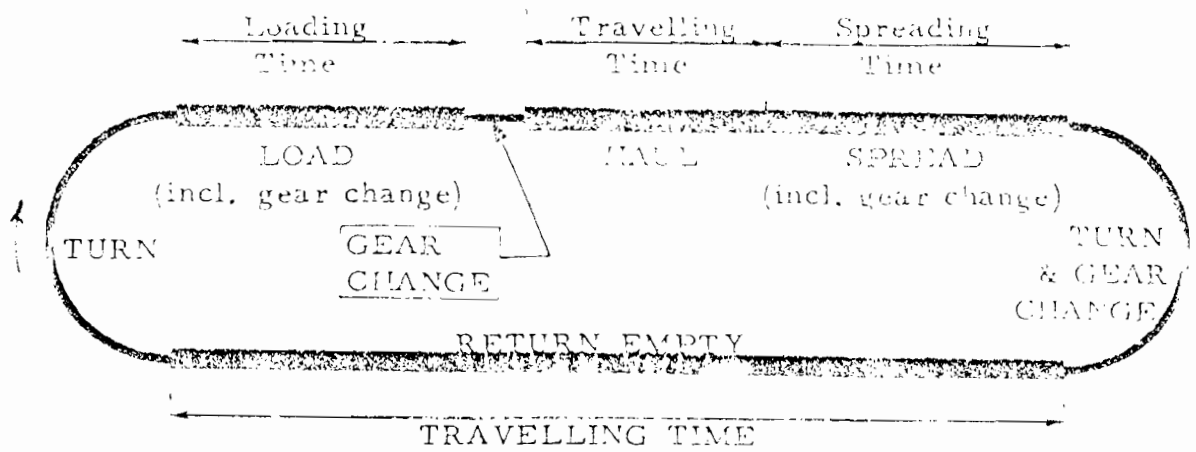 Loading Travelling Spreading
Time Time Time
LOAD HAUL SPREAD
(incl. gear change) (incl. gear change)
TURN GEAR TURN
CHANGE & GEAR
CHANGE
RETURN EMPTY
TRAVELLING TIME